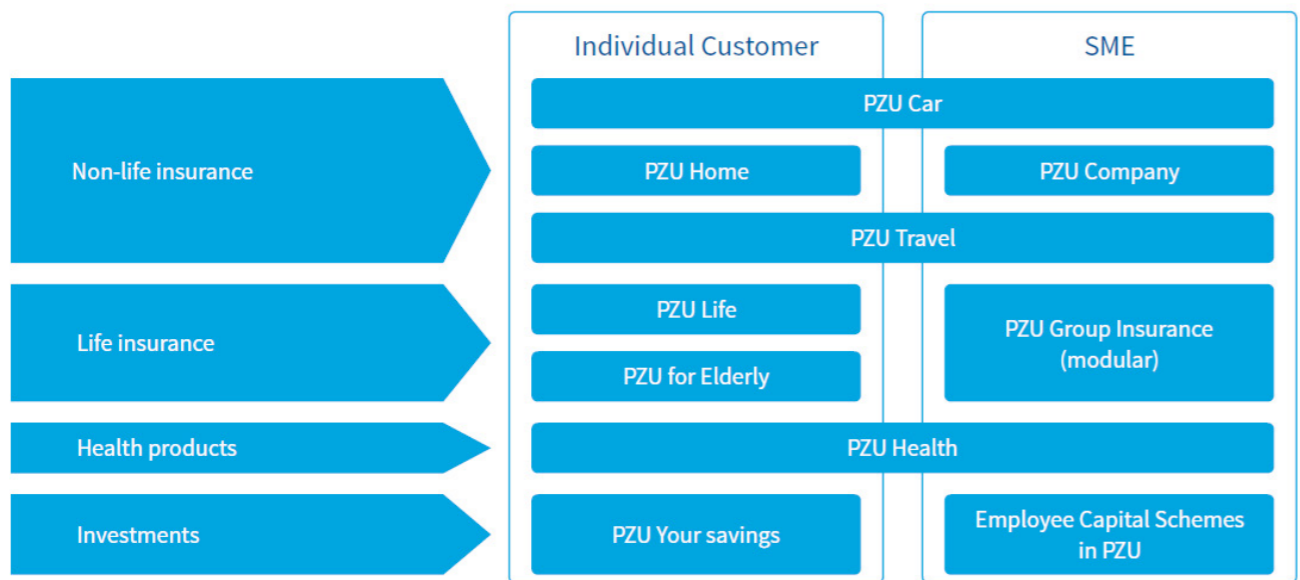 Individual Customer
SME
Non-life insurance
PZU Car
PZU Home
PZU Company
PZU Travel
Life insurance
PZU Life
PZU for Elderly
PZU Group Insurance
(modular)
Health products
PZU Health
Investments
PZU Your savings
Employee Capital Schemes
in PZU